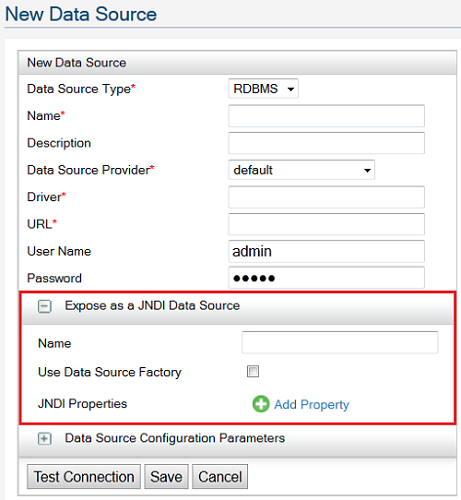 New Data Source
New Data Source
Data Source Type* RDBMS
Name*
Description
Data Source Provider* default
Driver*
URL*
User Name admin
Password •••••
Expose as a JNDI Data Source
Name
Use Data Source Factory
JNDI Properties Add Property
Data Source Configuration Parameters
Test Connection Save Cancel